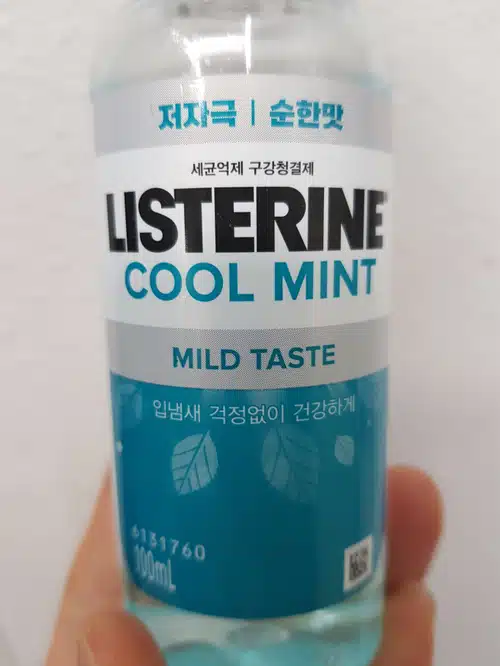 저자극 | 순한맛
세균억제 구강청결제
LISTERINE
COOL MINT
MILD TASTE
입냄새 걱정없이 건강하게
6131760
100mL